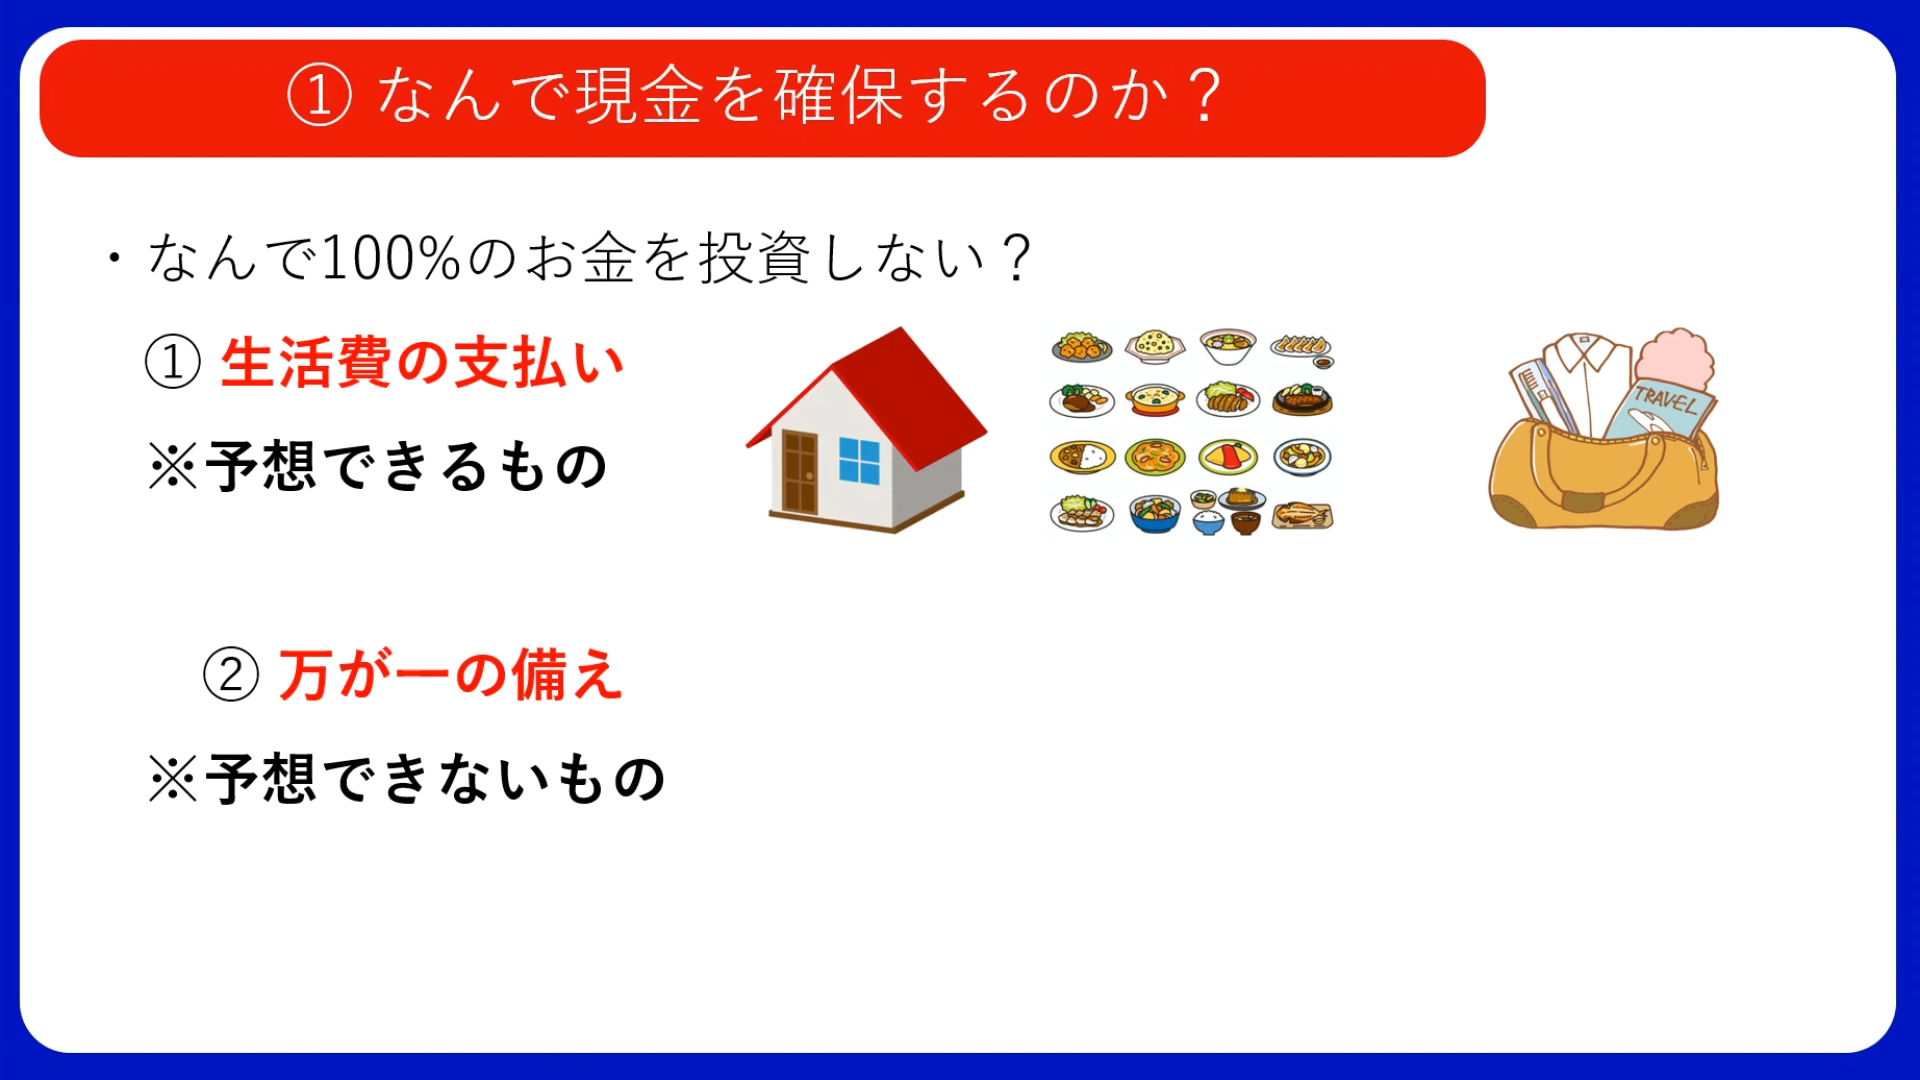 ① なんで現金を確保するのか？
・なんで100%のお金を投資しない？
① 生活費の支払い
※予想できるもの
TRAVEL
② 万が一の備え
※予想できないもの